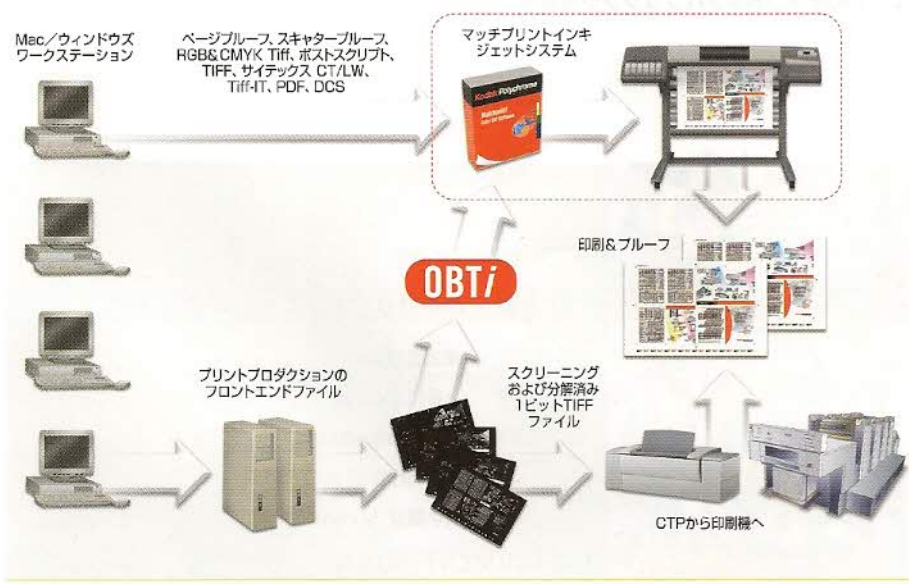 Mac／ウィンドウズ
ワークステーション
ページプルーフ、スキャタープルーフ、
RGB&CMYK Tiff、ポストスクリプト、
TIFF、サイテックス CT/LW、
Tiff-IT、PDF、DCS
マッチプリントインキ
ジェットシステム
Kodak Polychrome
Matchprint
印刷&プルーフ
OBTi
プリントプロダクションの
フロントエンドファイル
スクリーニング
および分解済み
1ビットTIFF
ファイル
CTPから印刷機へ